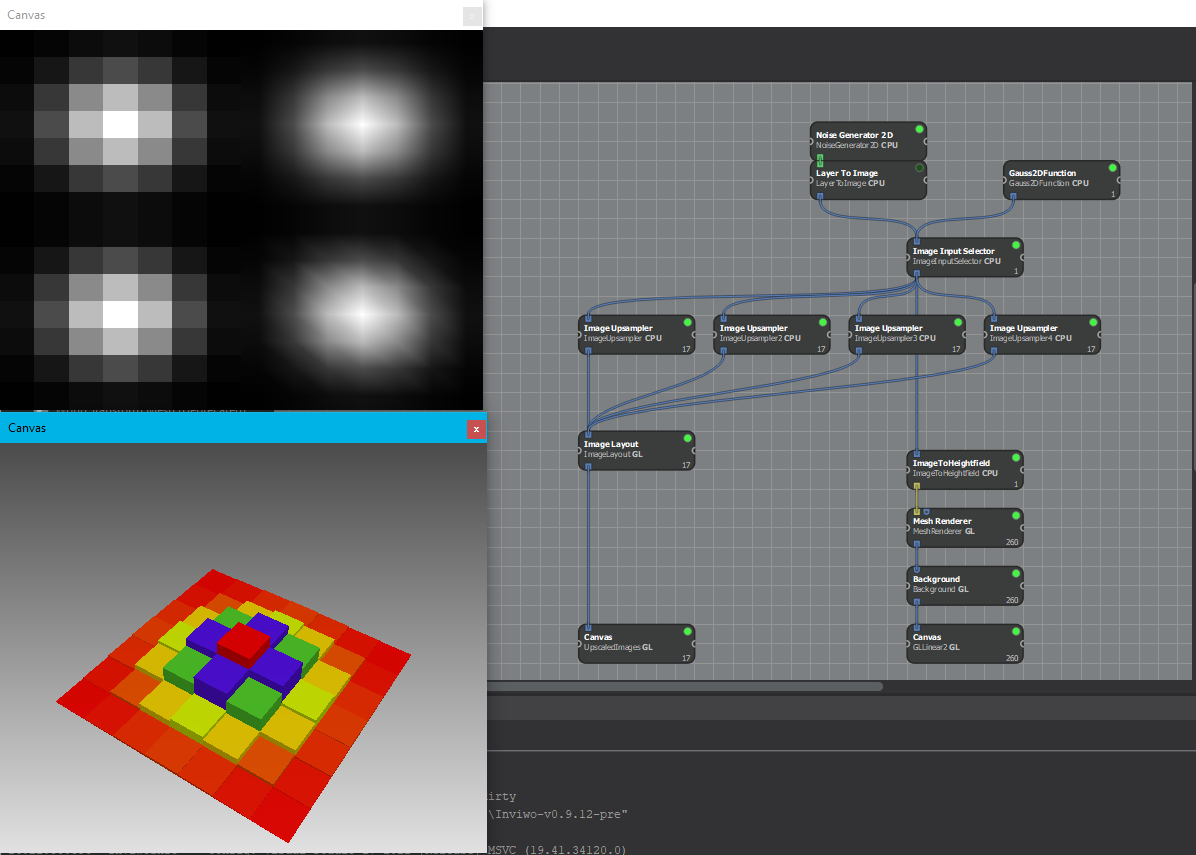 Canvas
x
Noise Generator 2D
NoiseGenerator2D CPU
Layer To Image
LayerToImage CPU
Gauss2DFunction
Gauss2DFunction CPU
1
Image Input Selector
ImageInputSelector CPU
1
Image Upsampler
ImageUpsampler CPU
17
Image Upsampler
ImageUpsampler2 CPU
17
Image Upsampler
ImageUpsampler3 CPU
17
Image Upsampler
ImageUpsampler4 CPU
17
Canvas
x
Image Layout
ImageLayout GL
17
ImageToHeightfield
ImageToHeightfield CPU
1
Mesh Renderer
MeshRenderer GL
260
Background
Background GL
260
Canvas
UpscaledImages GL
17
Canvas
GLLinear2 GL
260
irty
\Inviwo-v0.9.12-pre"
MSVC (19.41.34120.0)